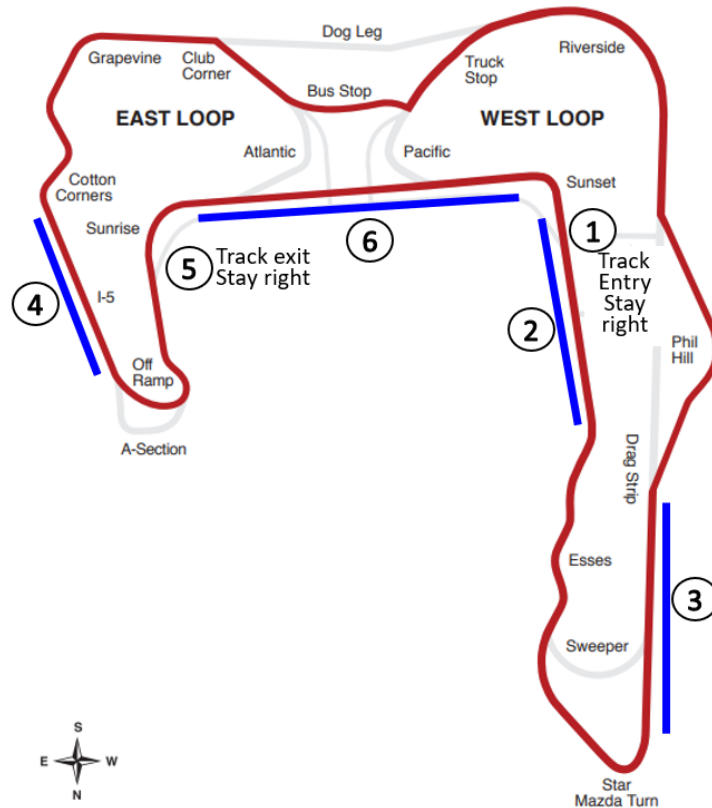 Dog Leg
Grapevine
Club
Corner
Truck
Stop
Riverside
Bus Stop
EAST LOOP
WEST LOOP
Atlantic
Pacific
Cotton
Corners
Sunset
Sunrise
1
6
5
Track exit
Stay right
Track
Entry
Stay
right
4
I-5
2
Phil
Hill
Off
Ramp
A-Section
Drag Strip
Esses
3
Sweeper
S
E
W
N
Star
Mazda Turn